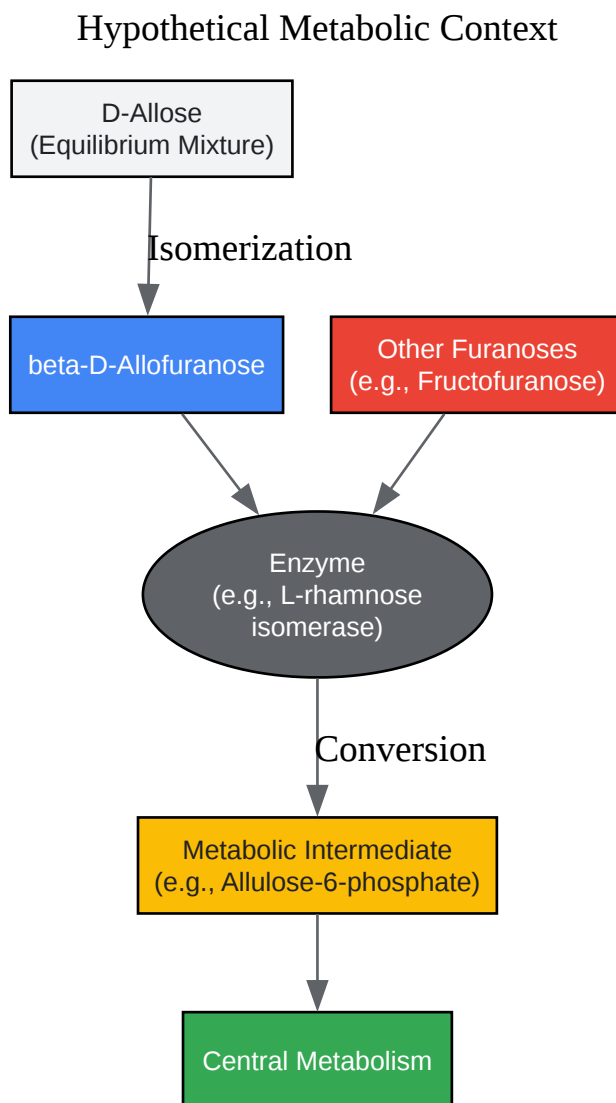 Hypothetical Metabolic Context
D-Allose
(Equilibrium Mixture)
Isomerization
beta-D-Allofuranose
Other Furanoses
(e.g., Fructofuranose)
Enzyme
(e.g., L-rhamnose
isomerase)
Conversion
Metabolic Intermediate
(e.g., Allulose-6-phosphate)
Central Metabolism